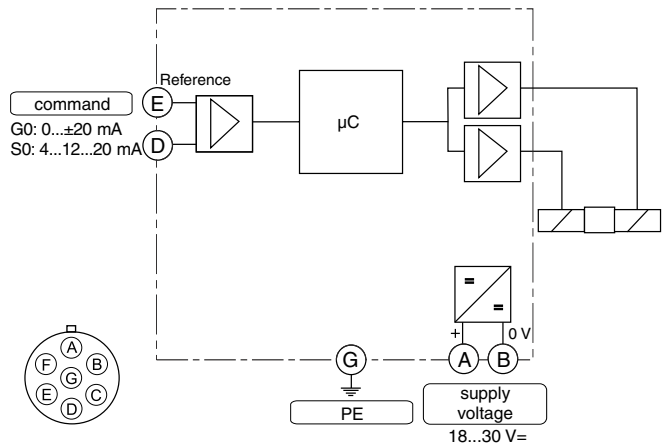 Reference
command
E
G0: 0...±20 mA
S0: 4...12...20 mA
D
µC
+
0 V
G
A
B
PE
supply
voltage
18...30 V=
A
F
B
G
E
C
D